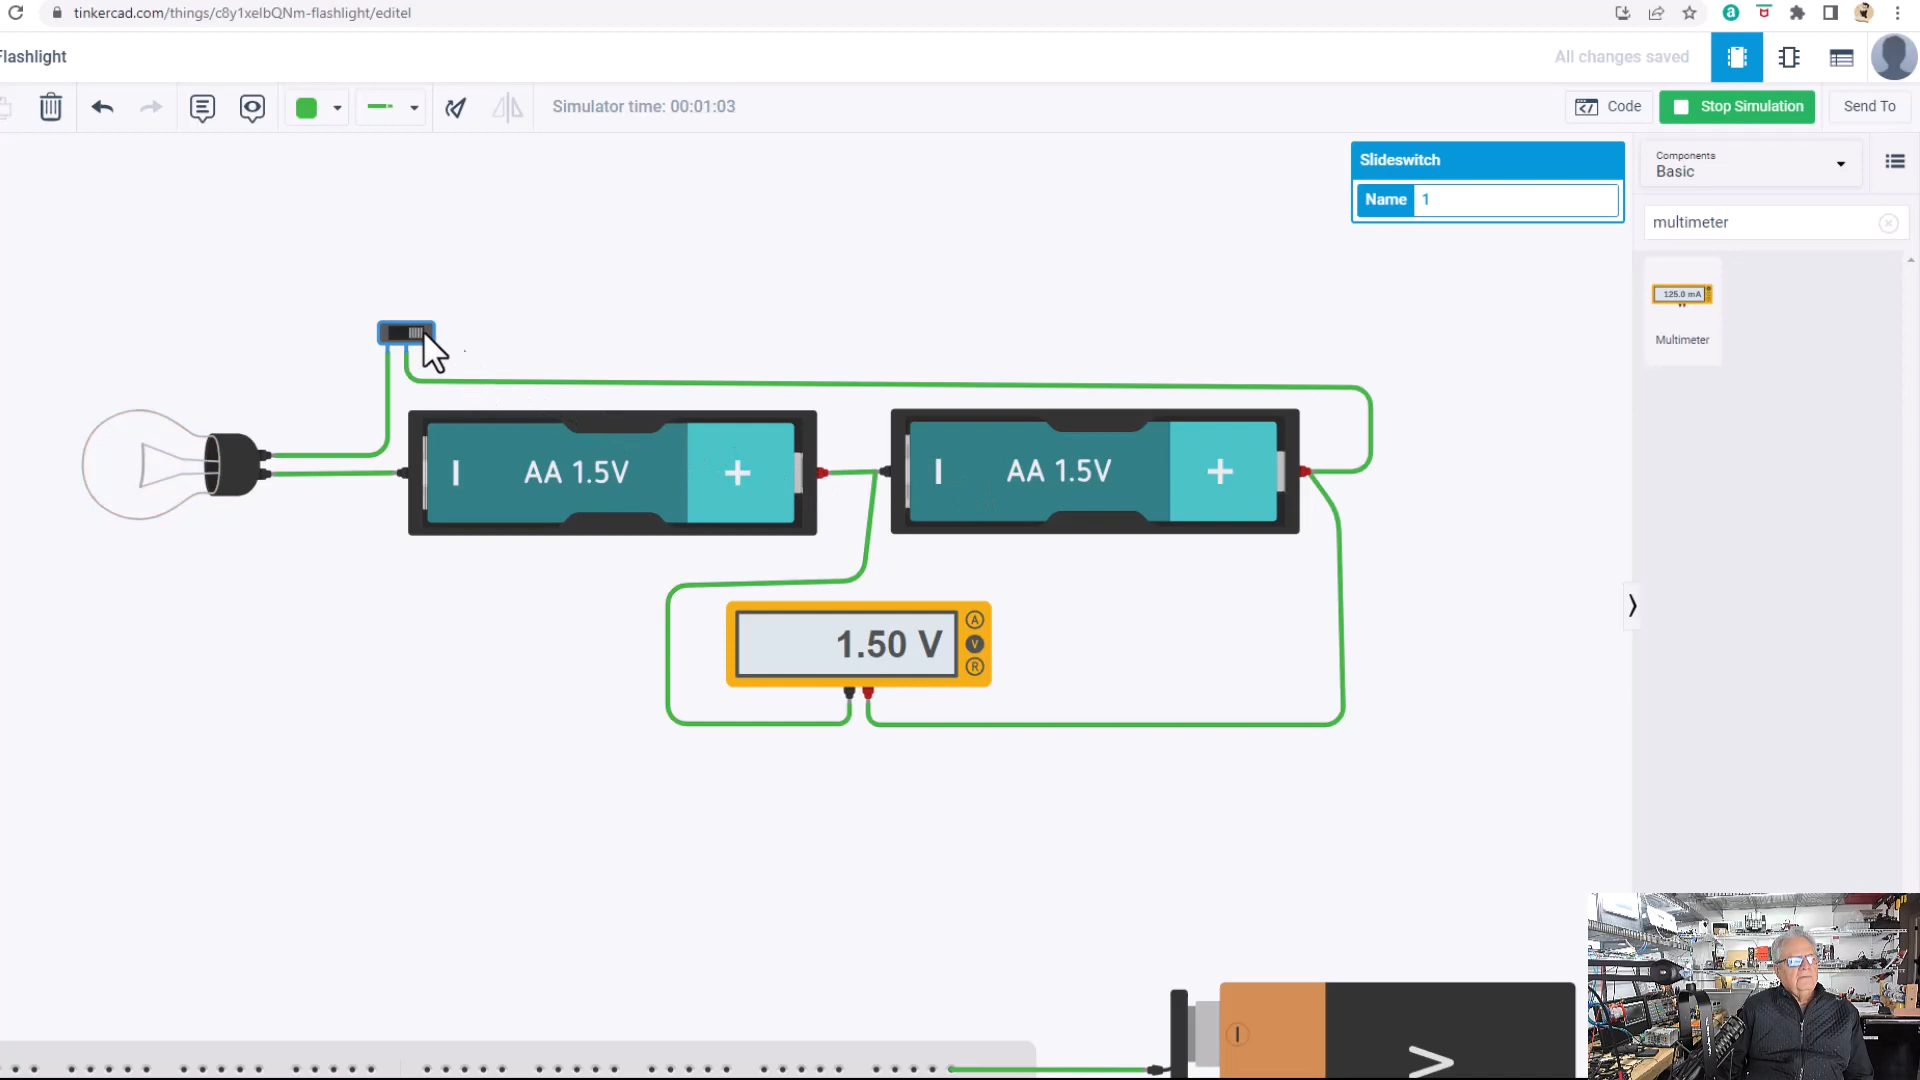 tinkercad.com/things/c8y1xelbQNm-flashlight/editel
Flashlight
All changes saved
Simulator time: 00:01:03
Code
Stop Simulation
Send To
Slideswitch
Name 1
Components
Basic
multimeter
125.0 mA
Multimeter
AA 1.5V +
AA 1.5V +
1.50 V
A
V
R